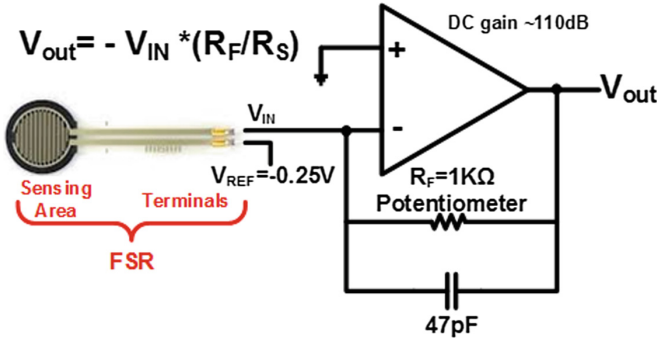 DC gain ~110dB
Vout= - VIN *(RF/RS)
+
Vout
VIN
-
VREF=-0.25V
RF=1KΩ
Potentiometer
Sensing
Area
Terminals
FSR
47pF